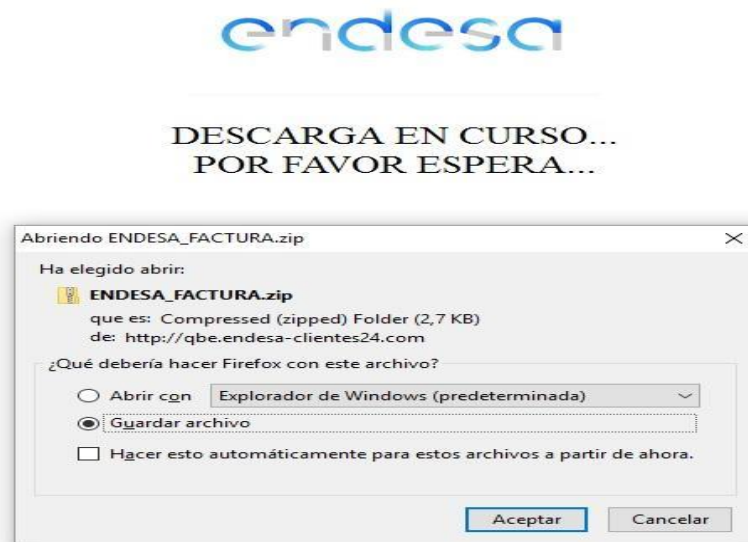 endesa
DESCARGA EN CURSO...
POR FAVOR ESPERA...
Abriendo ENDESA_FACTURA.zip
Ha elegido abrir:
ENDESA_FACTURA.zip
que es: Compressed (zipped) Folder (2,7 KB)
de: http://qbe.endesa-clientes24.com
¿Qué debería hacer Firefox con este archivo?
Abrir con Explorador de Windows (predeterminada)
Guardar archivo
Hacer esto automáticamente para estos archivos a partir de ahora.
Aceptar Cancelar